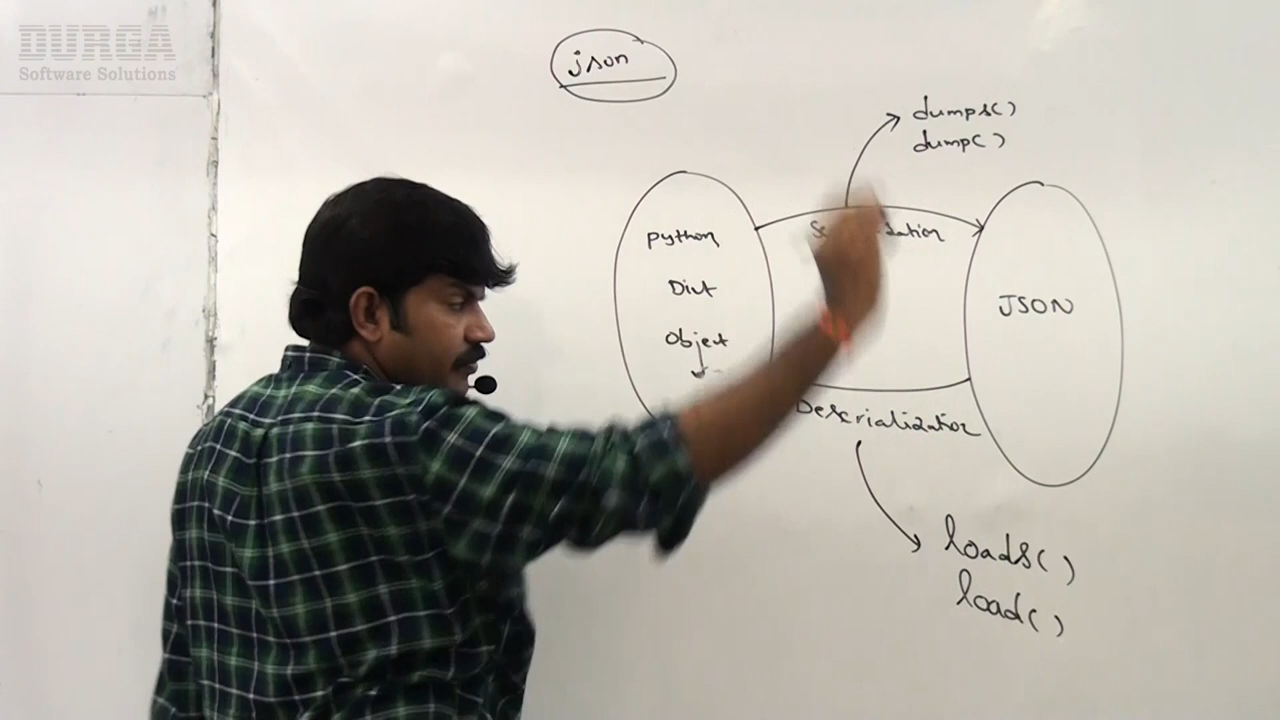 DURGA
Software Solutions
json
dumps()
dump()
Python
Dict
Object
JSON
Deserialization
loads()
load()